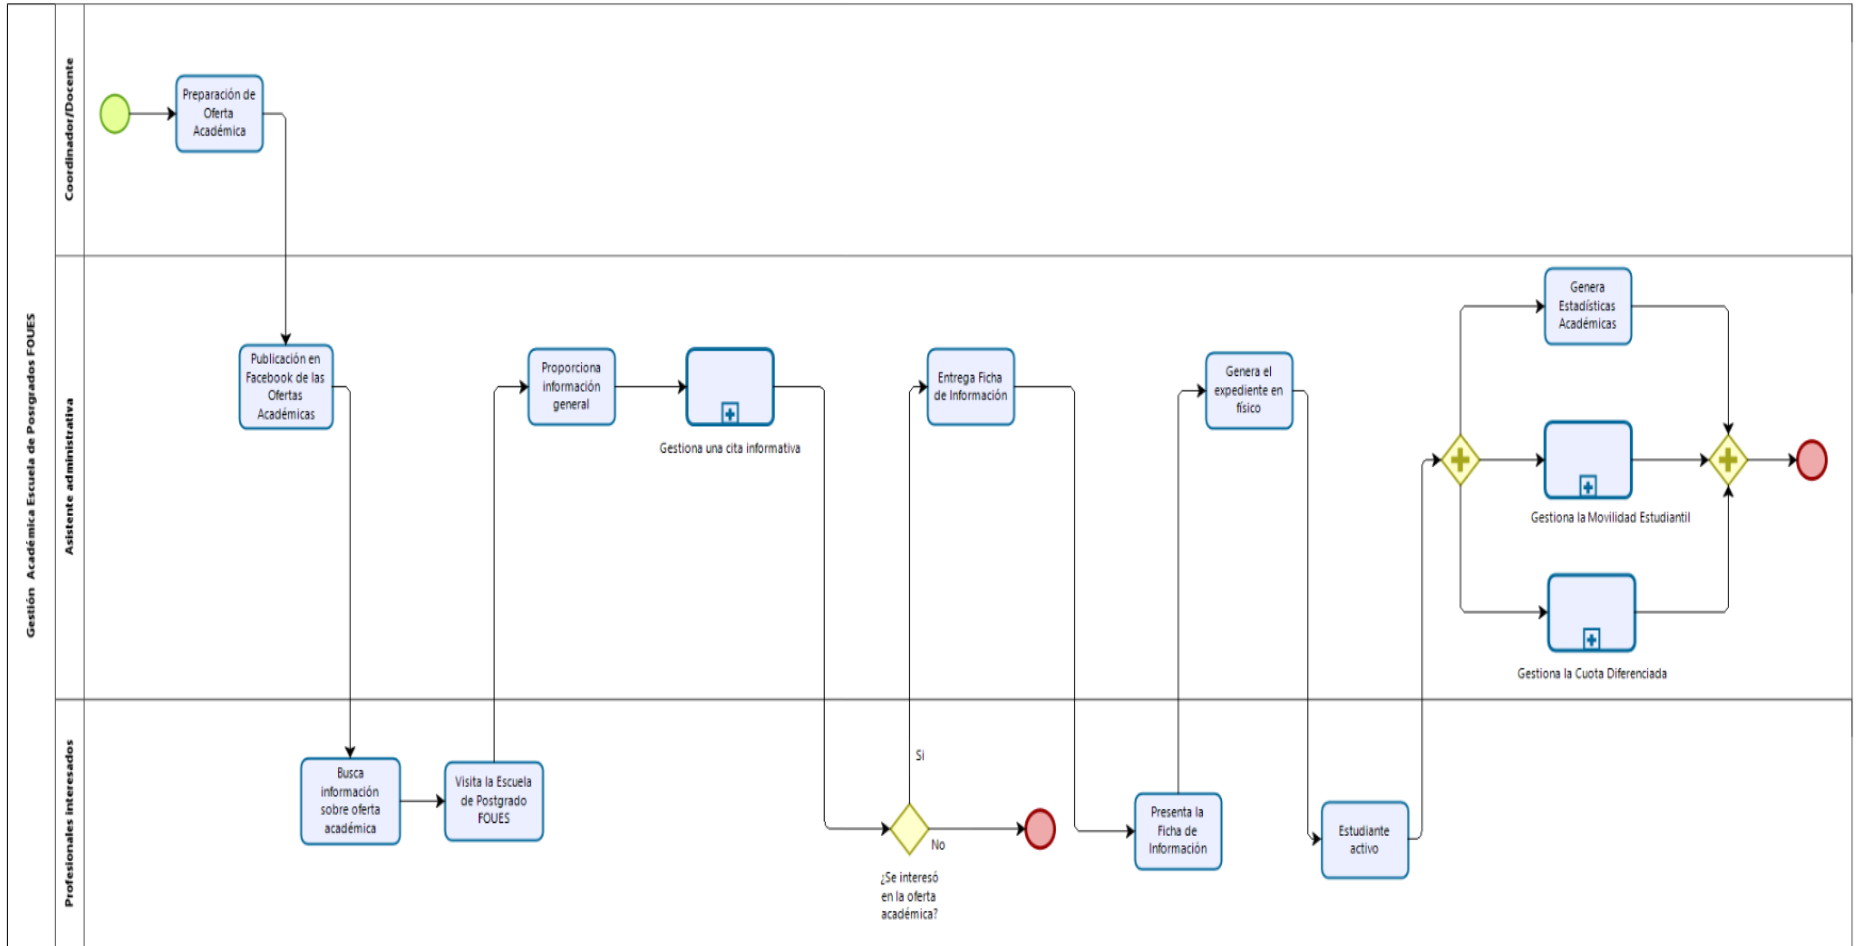 Gestión Académica Escuela de Posrgrados FOUES
Coordinador/Docente
Preparación de
Oferta
Académica
Asistente administrativa
Publicación en
Facebook de las
Ofertas
Académicas
Proporciona
información
general
Gestiona una cita informativa
Entrega Ficha
de Información
Genera el
expediente en
físico
Genera
Estadísticas
Académicas
Gestiona la Movilidad Estudiantil
Gestiona la Cuota Diferenciada
Profesionales interesados
Busca
información
sobre oferta
académica
Visita la Escuela
de Postgrado
FOUES
Si
No
¿Se interesó
en la oferta
académica?
Presenta la
Ficha de
Información
Estudiante
activo